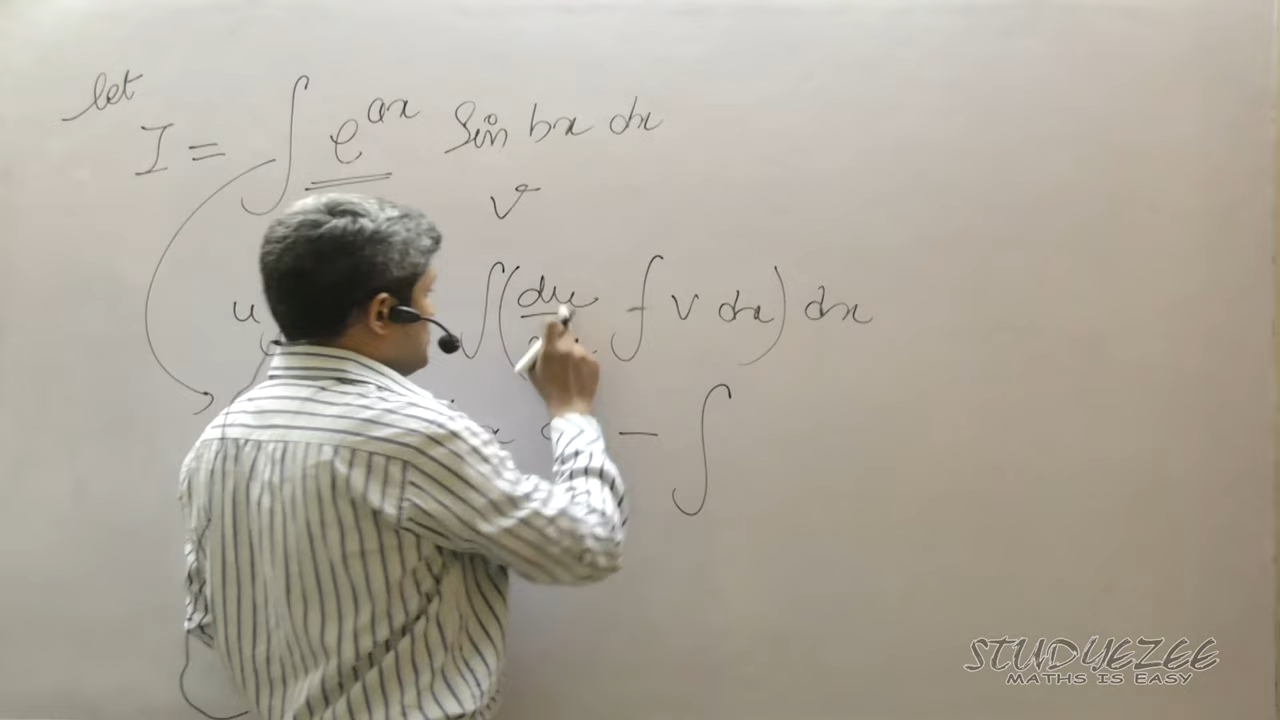 let
I = ∫ e^{ax} Sin bx dx
v
u ∫ ( du ∫ v dx ) dx
x - ∫
STUDYEZEE
MATHS IS EASY